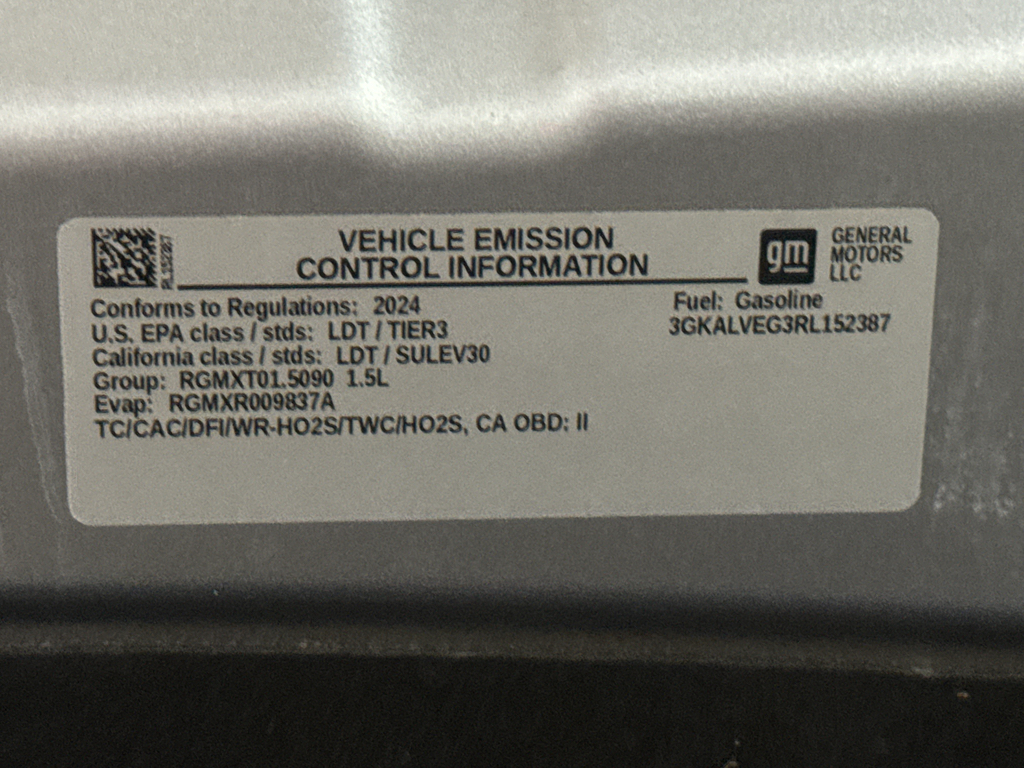 VEHICLE EMISSION
CONTROL INFORMATION
gm
GENERAL
MOTORS
LLC
RL152387
Conforms to Regulations: 2024
Fuel: Gasoline
U.S. EPA class / stds: LDT / TIER3
3GKALVEG3RL152387
California class / stds: LDT / SULEV30
Group: RGMXT01.5090 1.5L
Evap: RGMXR009837A
TC/CAC/DFI/WR-HO2S/TWC/HO2S, CA OBD: II